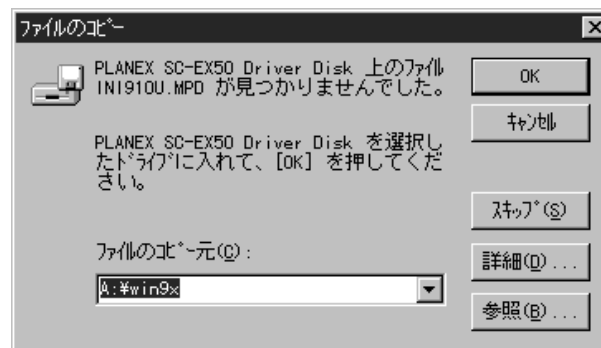 ﾌｧｲﾙのｺﾋﾟｰ
PLANEX SC-EX50 Driver Disk 上のﾌｧｲﾙ
INI910U.MPD が見つかりませんでした。
PLANEX SC-EX50 Driver Disk を選択し
たﾄﾞﾗｲﾌﾞに入れて、[OK] を押してくだ
さい。
ﾌｧｲﾙのｺﾋﾟｰ元(C):
A:¥win9x
OK
ｷｬﾝｾﾙ
ｽｷｯﾌﾟ(S)
詳細(D)...
参照(B)...